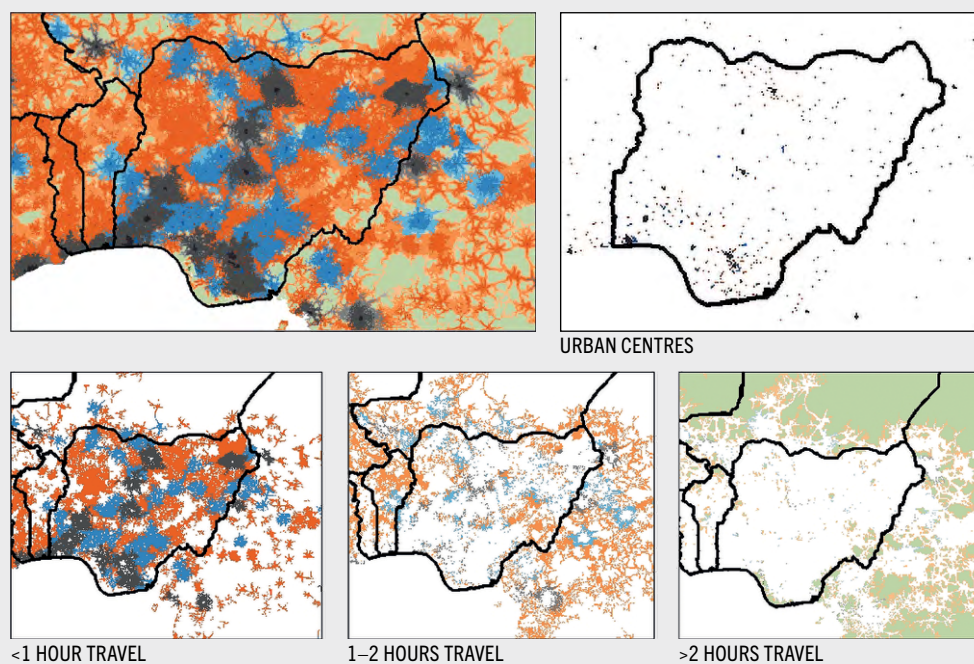 URBAN CENTRES
<1 HOUR TRAVEL
1–2 HOURS TRAVEL
>2 HOURS TRAVEL